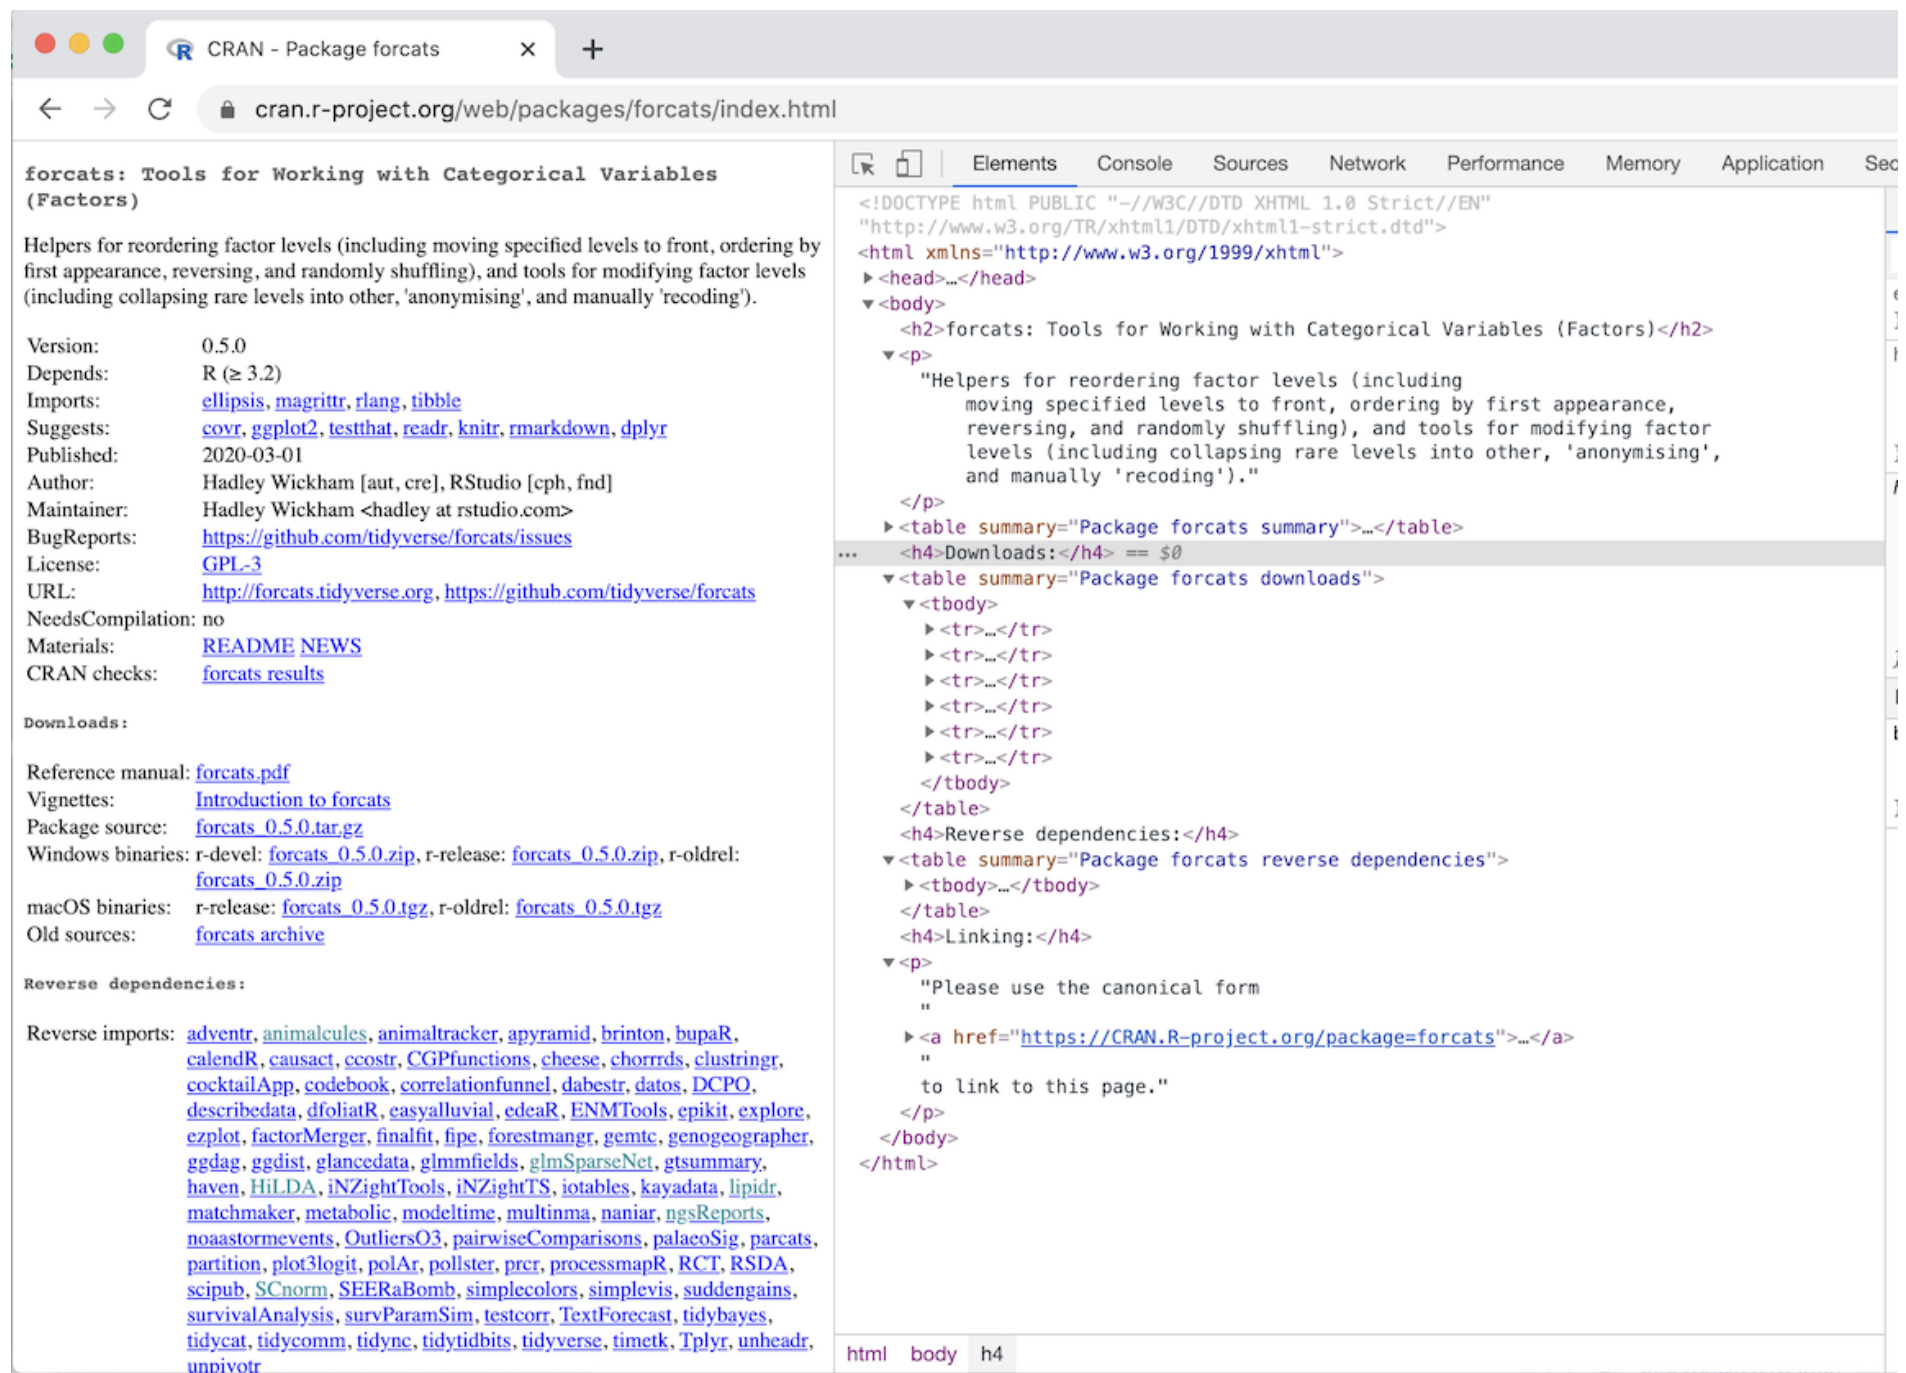 CRAN - Package forcats
cran.r-project.org/web/packages/forcats/index.html
forcats: Tools for Working with Categorical Variables
(Factors)
Helpers for reordering factor levels (including moving specified levels to front, ordering by
first appearance, reversing, and randomly shuffling), and tools for modifying factor levels
(including collapsing rare levels into other, 'anonymising', and manually 'recoding').
Version: 0.5.0
Depends: R (≥ 3.2)
Imports: ellipsis, magrittr, rlang, tibble
Suggests: covr, ggplot2, testthat, readr, knitr, rmarkdown, dplyr
Published: 2020-03-01
Author: Hadley Wickham [aut, cre], RStudio [cph, fnd]
Maintainer: Hadley Wickham <hadley at rstudio.com>
BugReports: https://github.com/tidyverse/forcats/issues
License: GPL-3
URL: http://forcats.tidyverse.org, https://github.com/tidyverse/forcats
NeedsCompilation: no
Materials: README NEWS
CRAN checks: forcats results
Downloads:
Reference manual: forcats.pdf
Vignettes: Introduction to forcats
Package source: forcats_0.5.0.tar.gz
Windows binaries: r-devel: forcats_0.5.0.zip, r-release: forcats_0.5.0.zip, r-oldrel:
forcats_0.5.0.zip
macOS binaries: r-release: forcats_0.5.0.tgz, r-oldrel: forcats_0.5.0.tgz
Old sources: forcats archive
Reverse dependencies:
Reverse imports: adventr, animalcules, animaltracker, apyramid, brinton, bupaR,
calendR, causact, ccostr, CGPfunctions, cheese, chorrrds, clustringr,
cocktailApp, codebook, correlationfunnel, dabestr, datos, DCPO,
describedata, dfoliatR, easyalluvial, edeaR, ENMTools, epikit, explore,
ezplot, factorMerger, finalfit, fipe, forestmangr, gemtc, genogeographer,
ggdag, ggdist, glancedata, glmmfields, glmSparseNet, gtsummary,
haven, HiLDA, iNZightTools, iNZightTS, iotables, kayadata, lipidr,
matchmaker, metabolic, modeltime, multinma, naniar, ngsReports,
noaastormevents, OutliersO3, pairwiseComparisons, palaeoSig, parcats,
partition, plot3logit, polAr, pollster, prcr, processmapR, RCT, RSDA,
scipub, SCnorm, SEERaBomb, simplecolors, simplevis, suddengains,
survivalAnalysis, survParamSim, testcorr, TextForecast, tidybayes,
tidycat, tidycomm, tidync, tidytidbits, tidyverse, timetk, Tplyr, unheadr,
unpivotr
Elements Console Sources Network Performance Memory Application Sec
<!DOCTYPE html PUBLIC "-//W3C//DTD XHTML 1.0 Strict//EN"
"http://www.w3.org/TR/xhtml1/DTD/xhtml1-strict.dtd">
<html xmlns="http://www.w3.org/1999/xhtml">
<head>…</head>
<body>
<h2>forcats: Tools for Working with Categorical Variables (Factors)</h2>
<p>
"Helpers for reordering factor levels (including
moving specified levels to front, ordering by first appearance,
reversing, and randomly shuffling), and tools for modifying factor
levels (including collapsing rare levels into other, 'anonymising',
and manually 'recoding')."
</p>
<table summary="Package forcats summary">…</table>
<h4>Downloads:</h4> == $0
<table summary="Package forcats downloads">
<tbody>
<tr>…</tr>
<tr>…</tr>
<tr>…</tr>
<tr>…</tr>
<tr>…</tr>
<tr>…</tr>
</tbody>
</table>
<h4>Reverse dependencies:</h4>
<table summary="Package forcats reverse dependencies">
<tbody>…</tbody>
</table>
<h4>Linking:</h4>
<p>
"Please use the canonical form
"
<a href="https://CRAN.R-project.org/package=forcats">…</a>
"
to link to this page."
</p>
</body>
</html>
html body h4